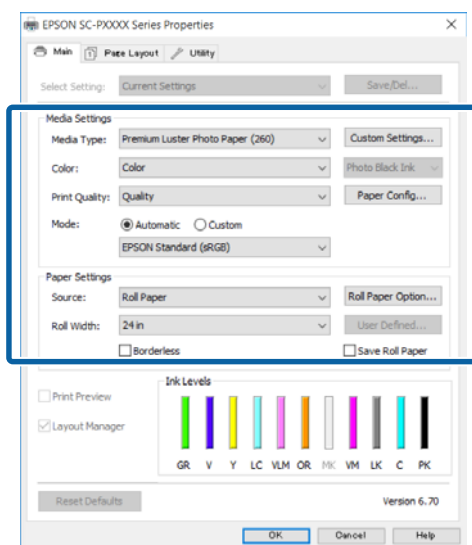 EPSON SC-PXXXX Series Properties
Main Page Layout Utility
Select Setting: Current Settings Save/Del...
Media Settings
Media Type: Premium Luster Photo Paper (260) Custom Settings...
Color: Color Photo Black Ink
Print Quality: Quality Paper Config...
Mode: Automatic Custom
EPSON Standard (sRGB)
Paper Settings
Source: Roll Paper Roll Paper Option...
Roll Width: 24 in User Defined...
Borderless Save Roll Paper
Ink Levels
Print Preview
Layout Manager
GR V Y LC VLM OR MK VM LK C PK
Reset Defaults Version 6.70
OK Cancel Help